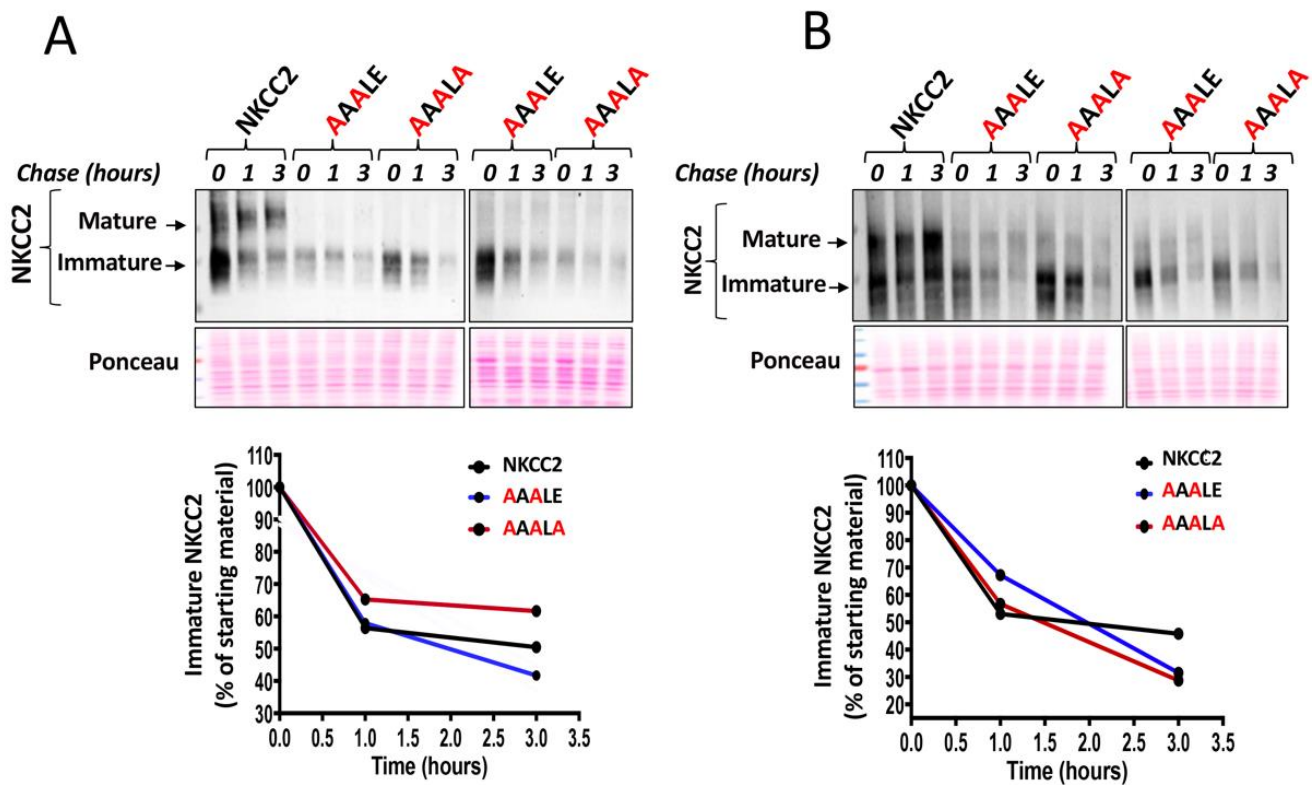 A
NKCC2 AAALE AAALA AAALE AAALA
Chase (hours) 0 1 3 0 1 3 0 1 3 0 1 3 0 1 3
NKCC2
Mature
Immature
Ponceau
Immature NKCC2
(% of starting material)
110
100
90
70
60
50
40
30
0.0 0.5 1.0 1.5 2.0 2.5 3.0 3.5
Time (hours)
NKCC2
AAALE
AAALA
B
NKCC2 AAALE AAALA AAALE AAALA
Chase (hours) 0 1 3 0 1 3 0 1 3 0 1 3 0 1 3
NKCC2
Mature
Immature
Ponceau
Immature NKCC2
(% of starting material)
110
100
90
80
70
60
50
40
30
20
0.0 0.5 1.0 1.5 2.0 2.5 3.0 3.5
Time (hours)
NKCC2
AAALE
AAALA